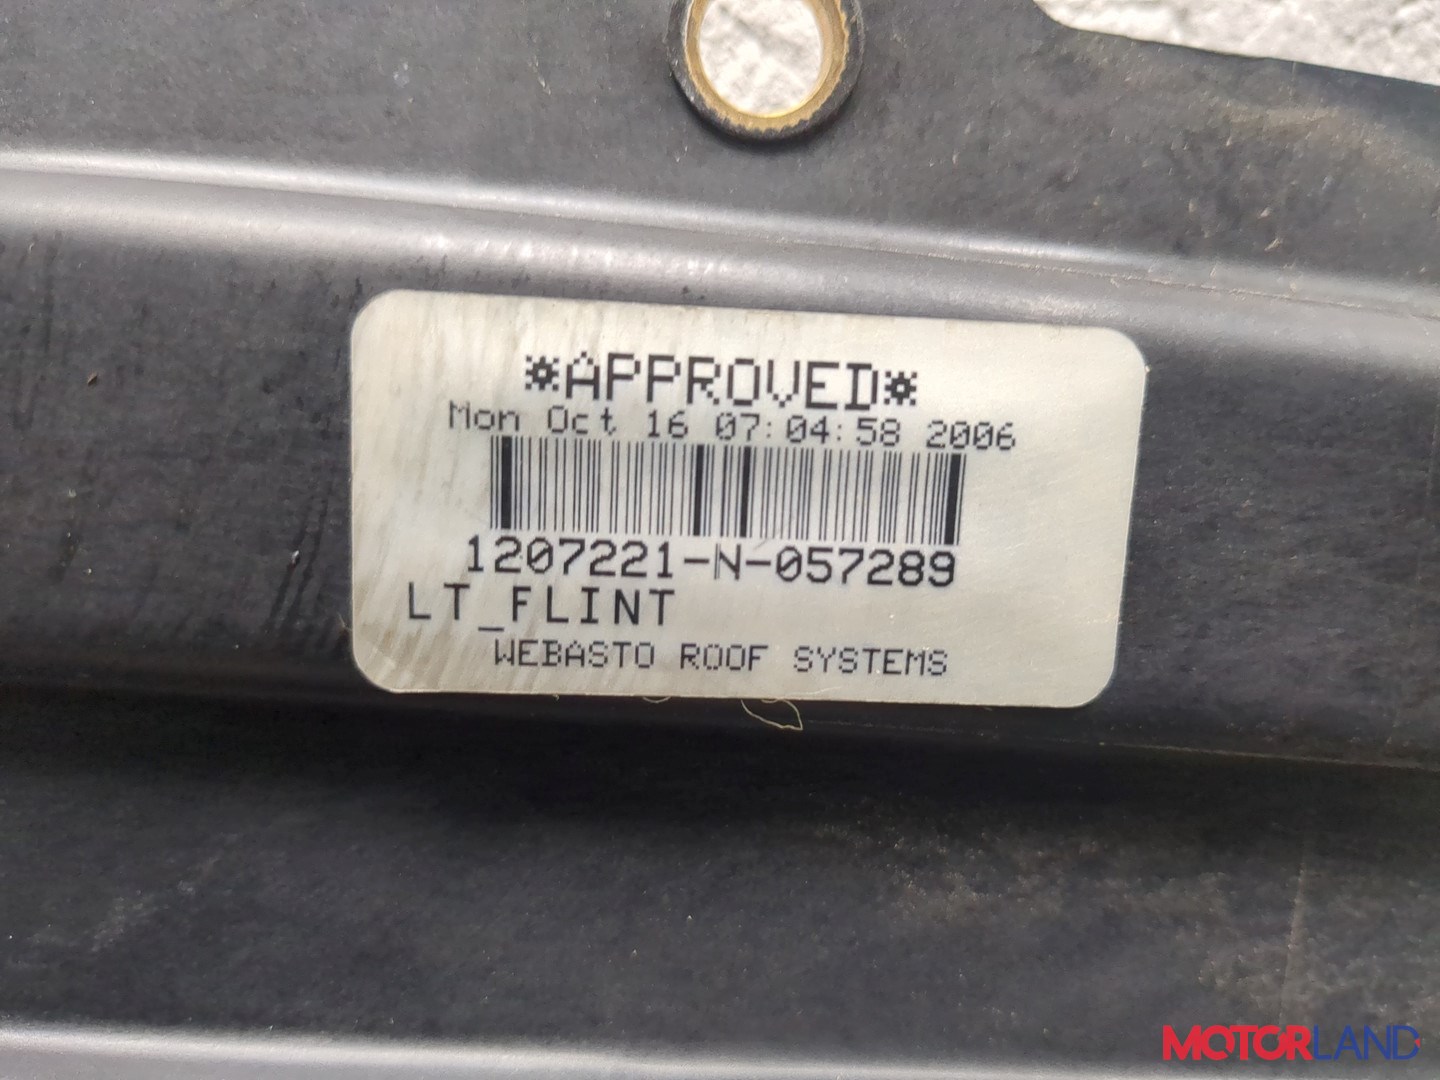 *APPROVED*
Mon Oct 16 07:04:58 2006
1207221-N-057289
LT_FLINT
WEBASTO ROOF SYSTEMS
MOTORLAND